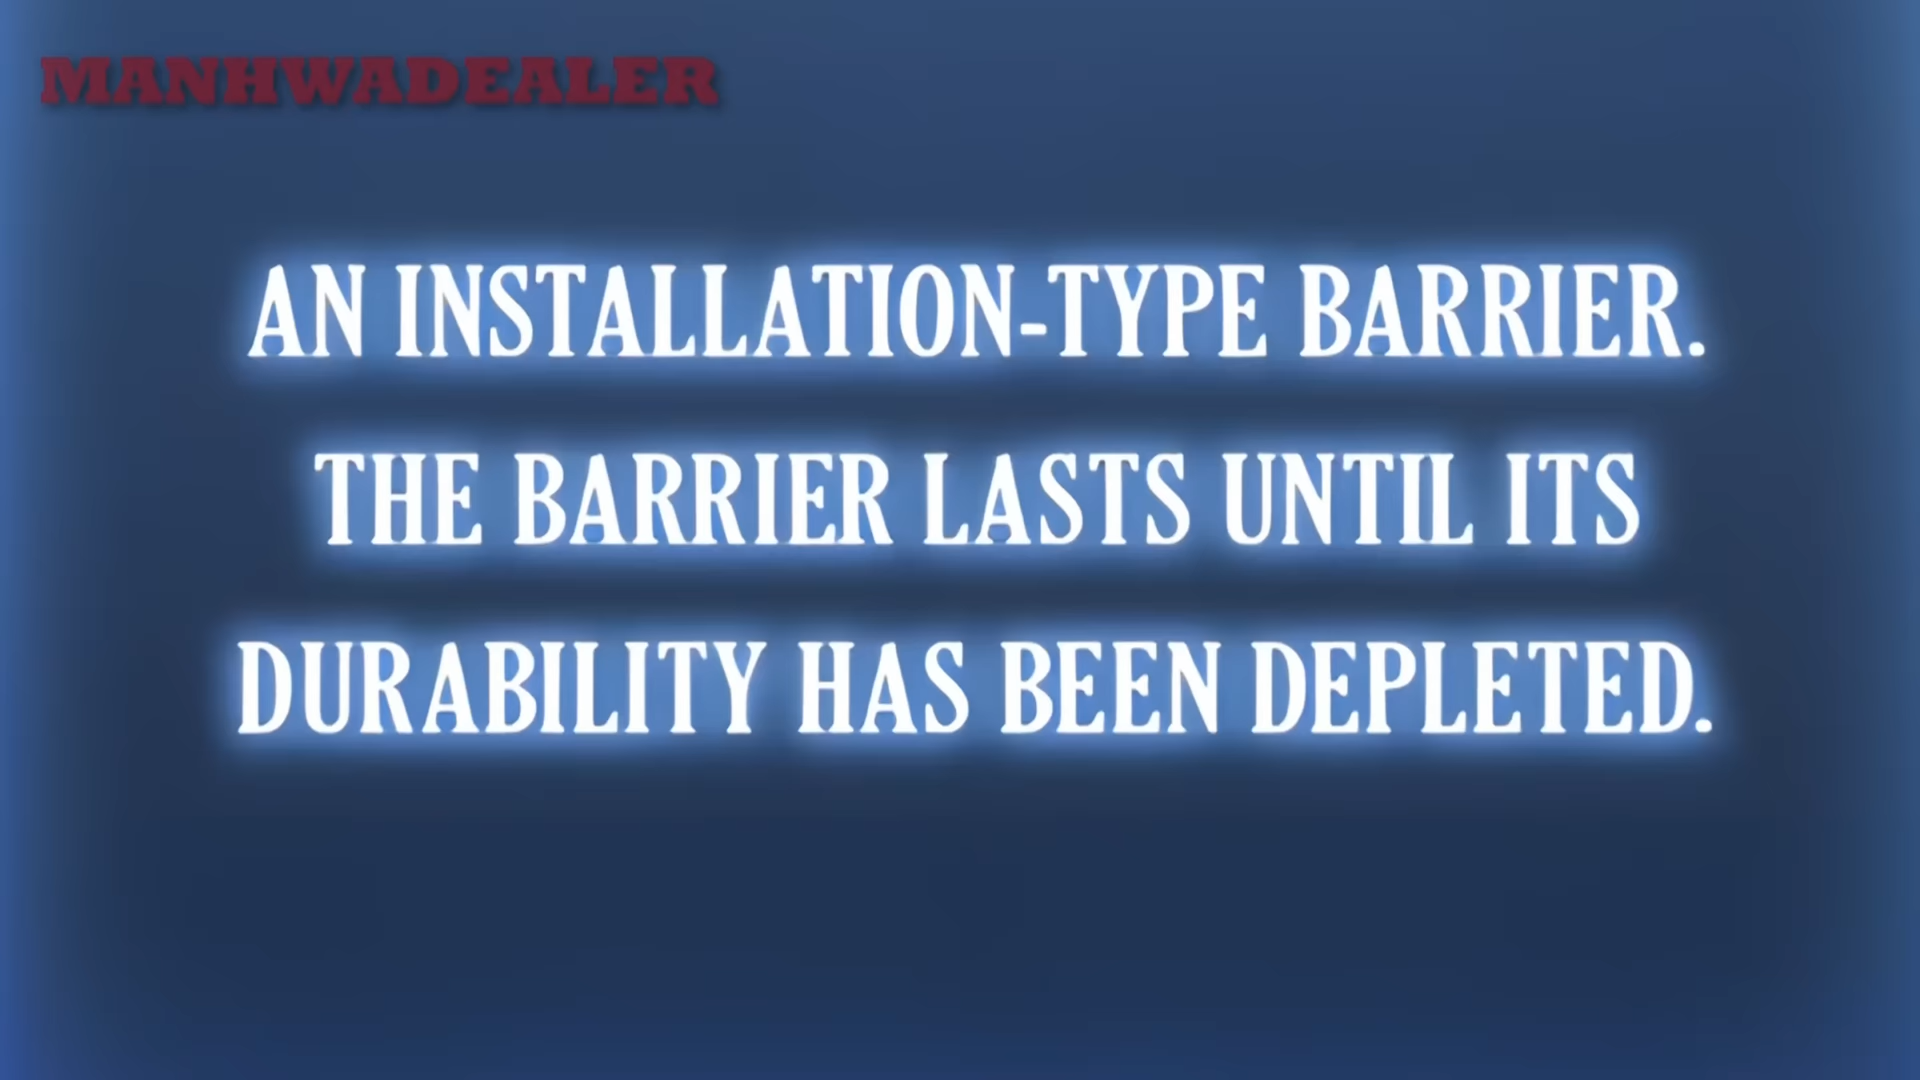 MANHWADEALER
AN INSTALLATION-TYPE BARRIER.
THE BARRIER LASTS UNTIL ITS
DURABILITY HAS BEEN DEPLETED.